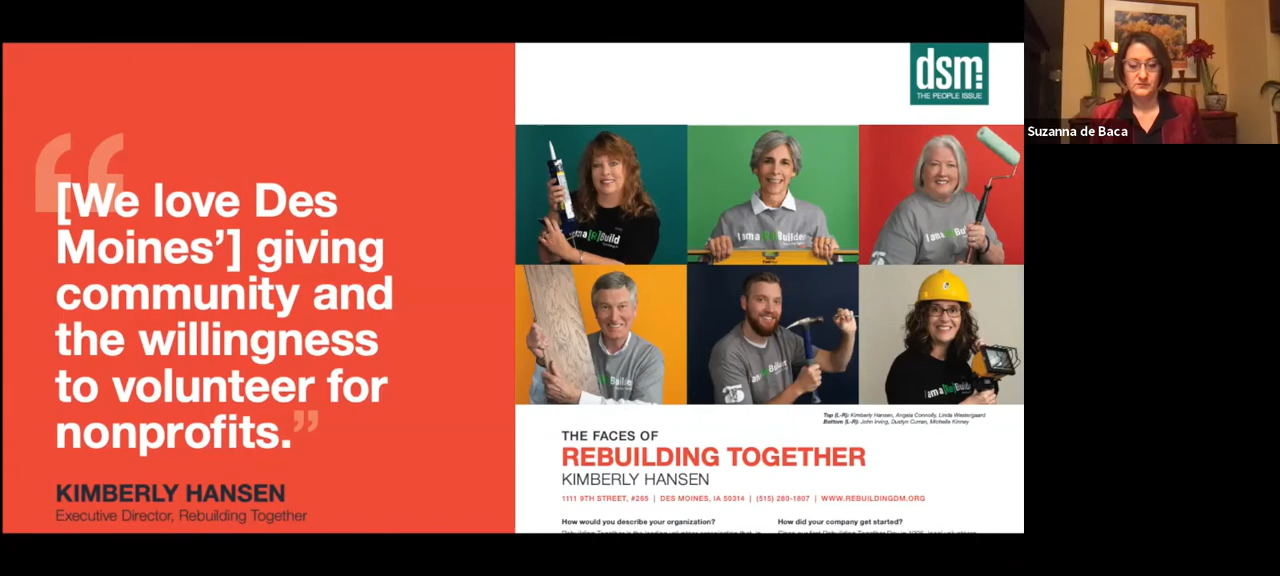 [We love Des
Moines’] giving
community and
the willingness
to volunteer for
nonprofits.”
KIMBERLY HANSEN
Executive Director, Rebuilding Together
dsm
THE PEOPLE ISSUE
I am a [Re]Builder
Top (L-R): Kimberly Hansen, Angela Connolly, Linda Westergaard
Bottom (L-R): John Irving, Dustyn Curran, Michelle Kinney
THE FACES OF
REBUILDING TOGETHER
KIMBERLY HANSEN
1111 9TH STREET, #265 | DES MOINES, IA 50314 | (515) 280-1807 | WWW.REBUILDINGDM.ORG
How would you describe your organization?
How did your company get started?
Suzanna de Baca